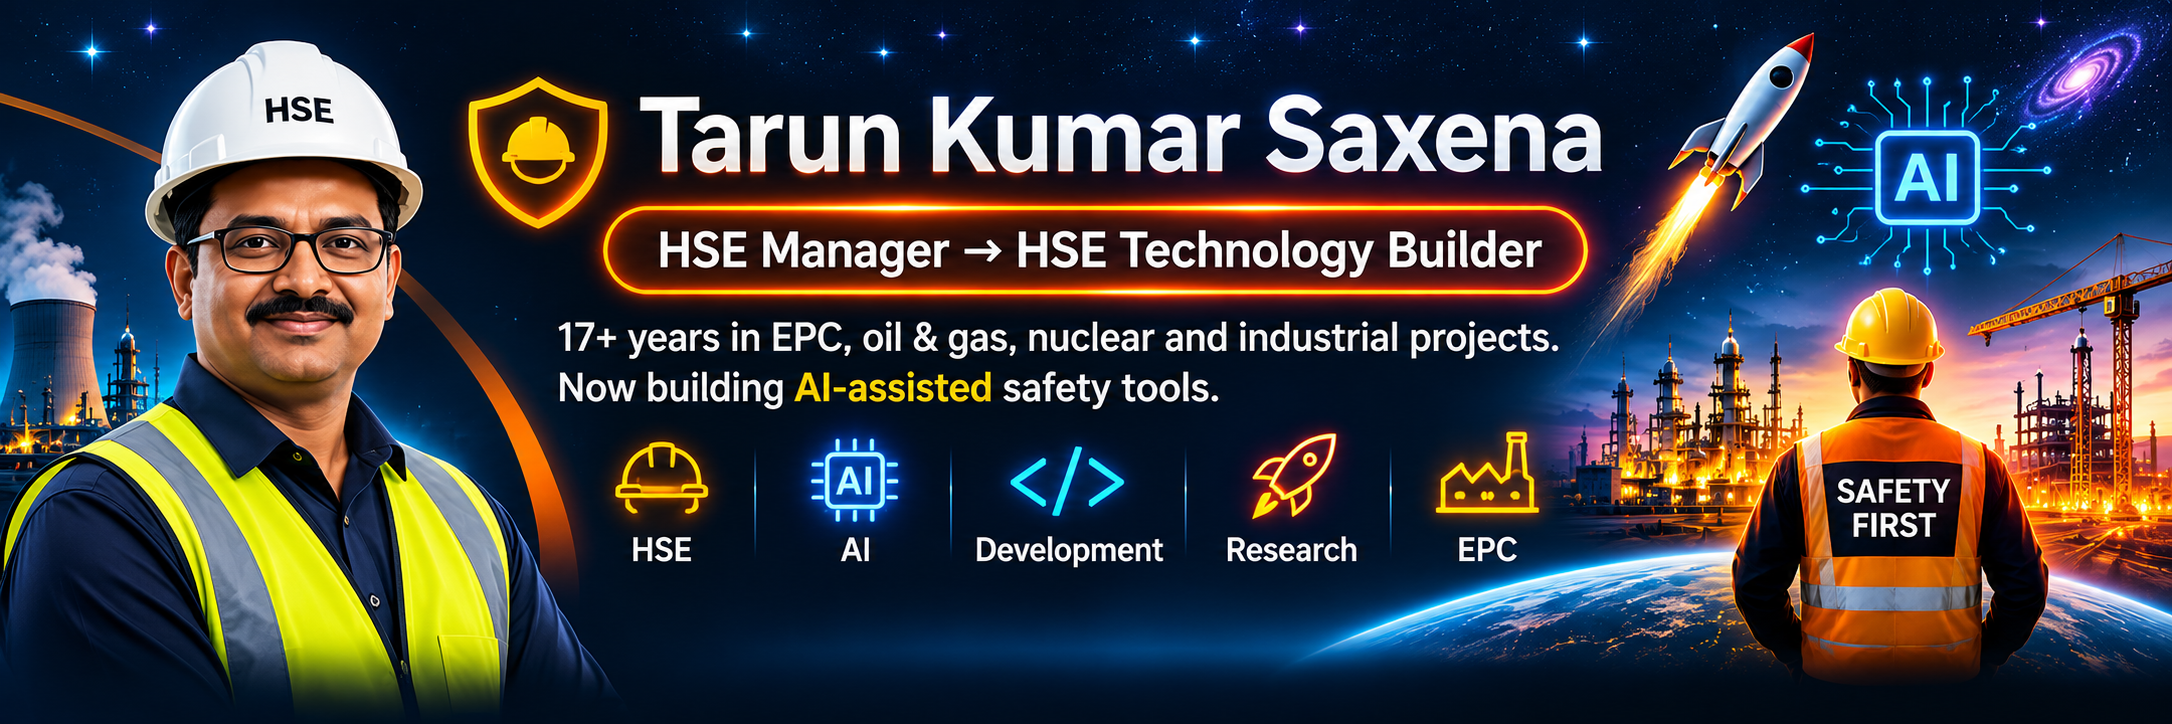 HSE
Tarun Kumar Saxena
HSE Manager → HSE Technology Builder
17+ years in EPC, oil & gas, nuclear and industrial projects.
Now building AI-assisted safety tools.
AI
HSE
AI
</>
Development
Research
EPC
AI
SAFETY
FIRST